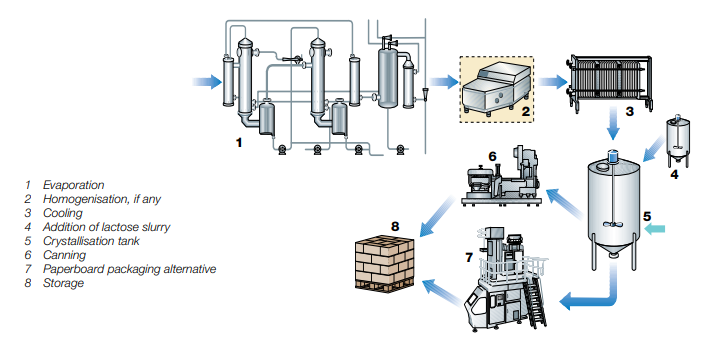 1
2
3
4
5
6
7
8
1 Evaporation
2 Homogenisation, if any
3 Cooling
4 Addition of lactose slurry
5 Crystallisation tank
6 Canning
7 Paperboard packaging alternative
8 Storage